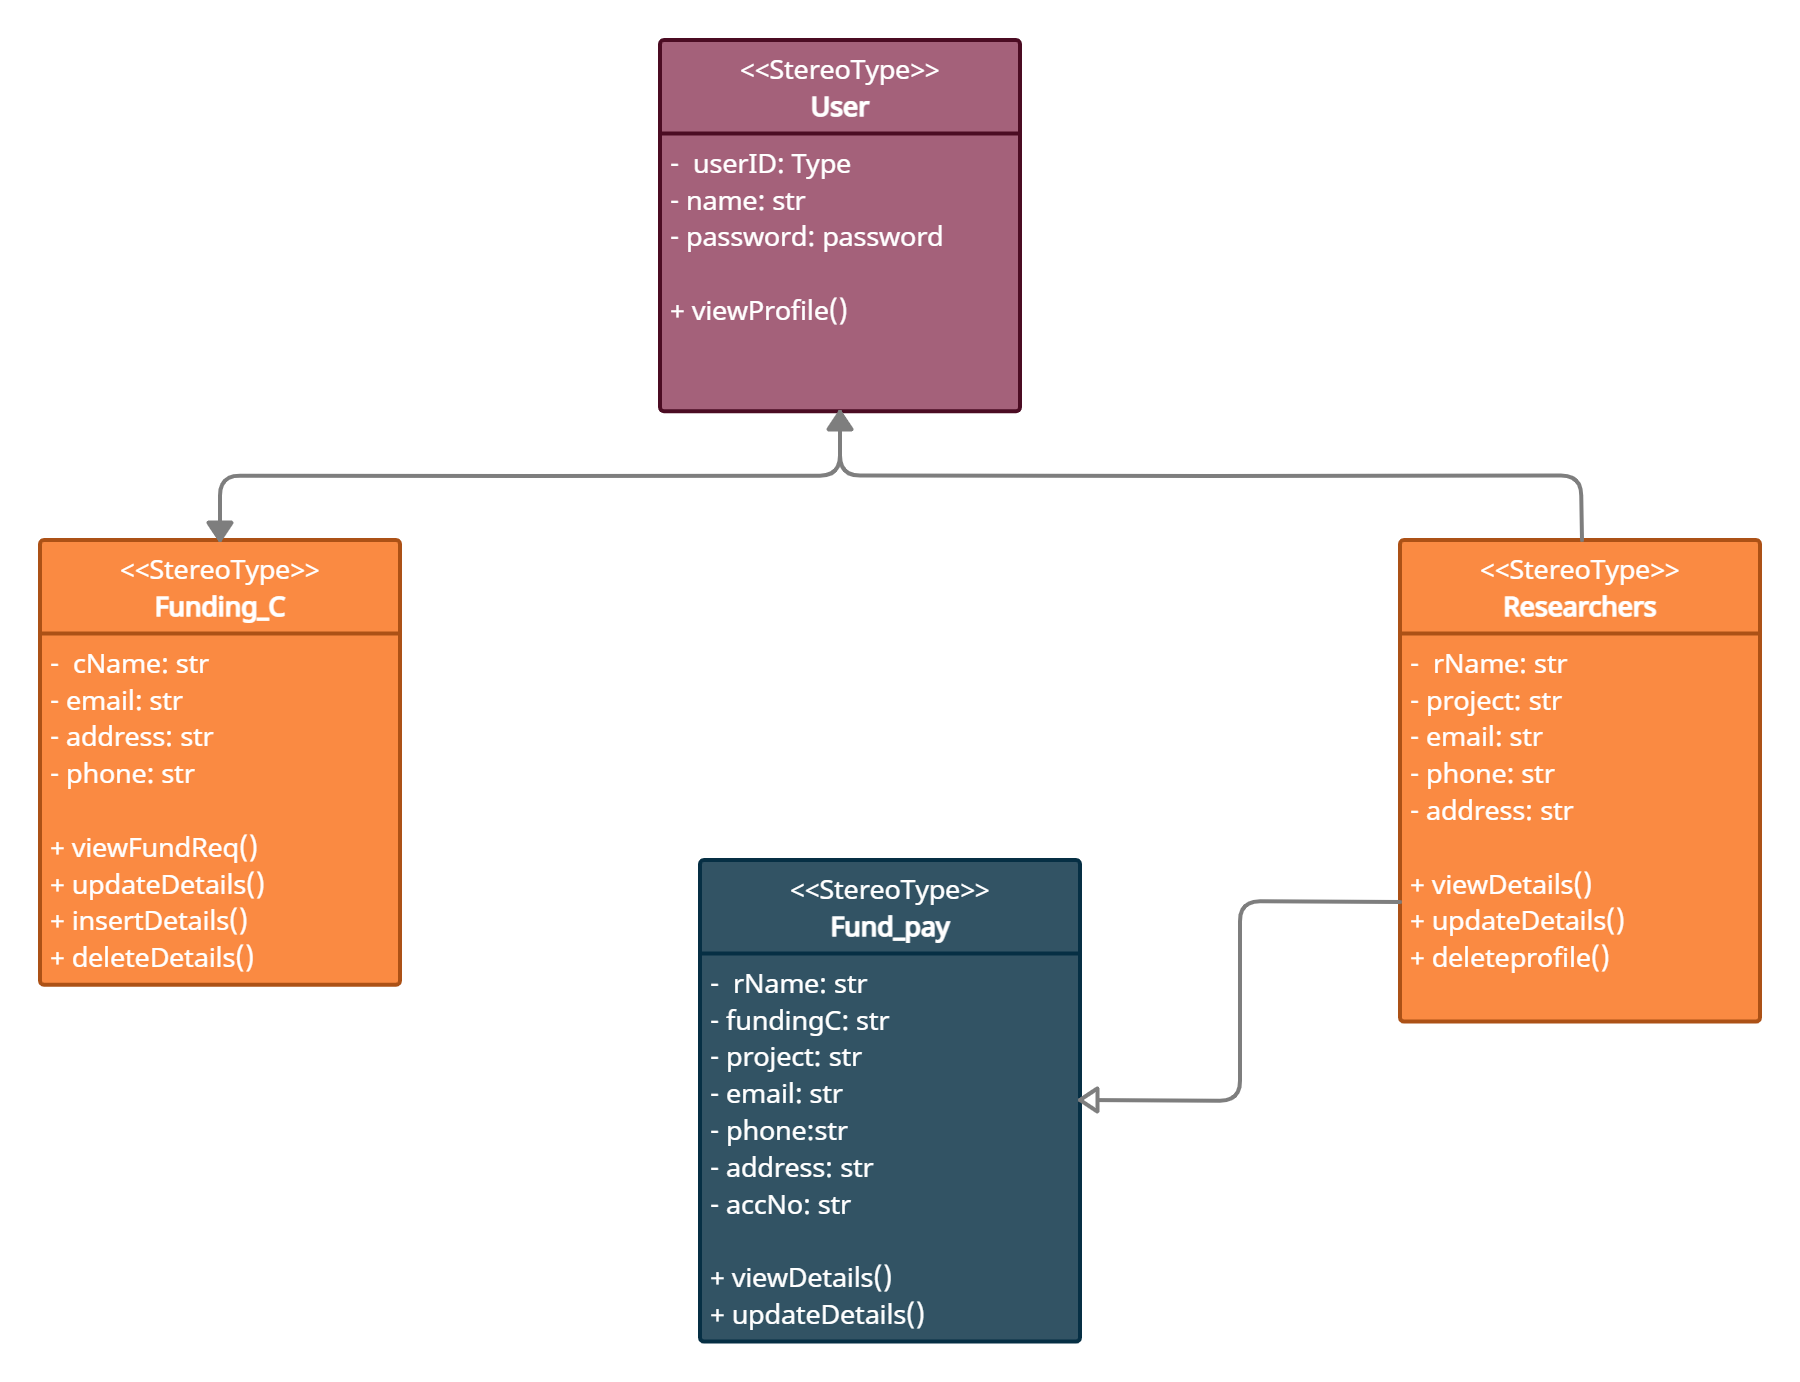 <<StereoType>>
User
-  userID: Type
- name: str
- password: password
+ viewProfile()
<<StereoType>>
Funding_C
-  cName: str
- email: str
- address: str
- phone: str
+ viewFundReq()
+ updateDetails()
+ insertDetails()
+ deleteDetails()
<<StereoType>>
Researchers
-  rName: str
- project: str
- email: str
- phone: str
- address: str
+ viewDetails()
+ updateDetails()
+ deleteprofile()
<<StereoType>>
Fund_pay
-  rName: str
- fundingC: str
- project: str
- email: str
- phone:str
- address: str
- accNo: str
+ viewDetails()
+ updateDetails()